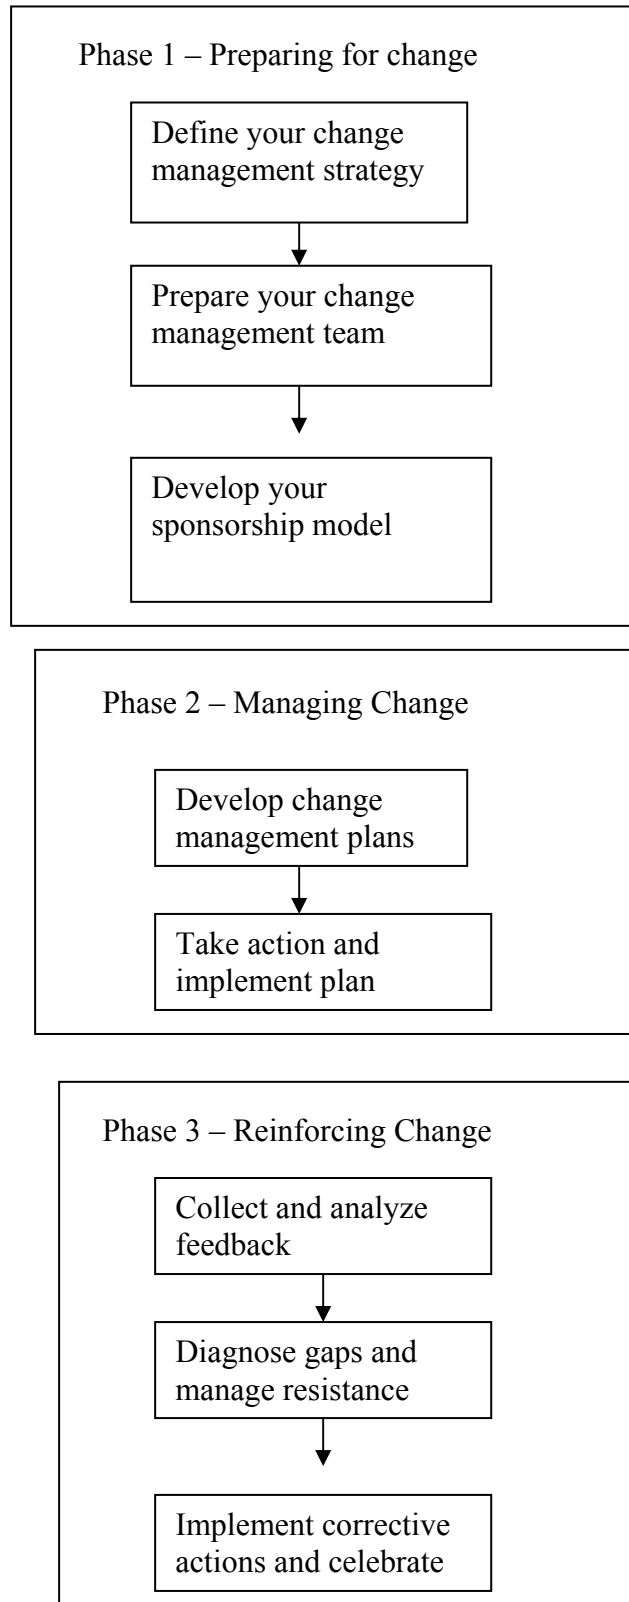 Phase 1 – Preparing for change
Define your change
management strategy
Prepare your change
management team
Develop your
sponsorship model
Phase 2 – Managing Change
Develop change
management plans
Take action and
implement plan
Phase 3 – Reinforcing Change
Collect and analyze
feedback
Diagnose gaps and
manage resistance
Implement corrective
actions and celebrate